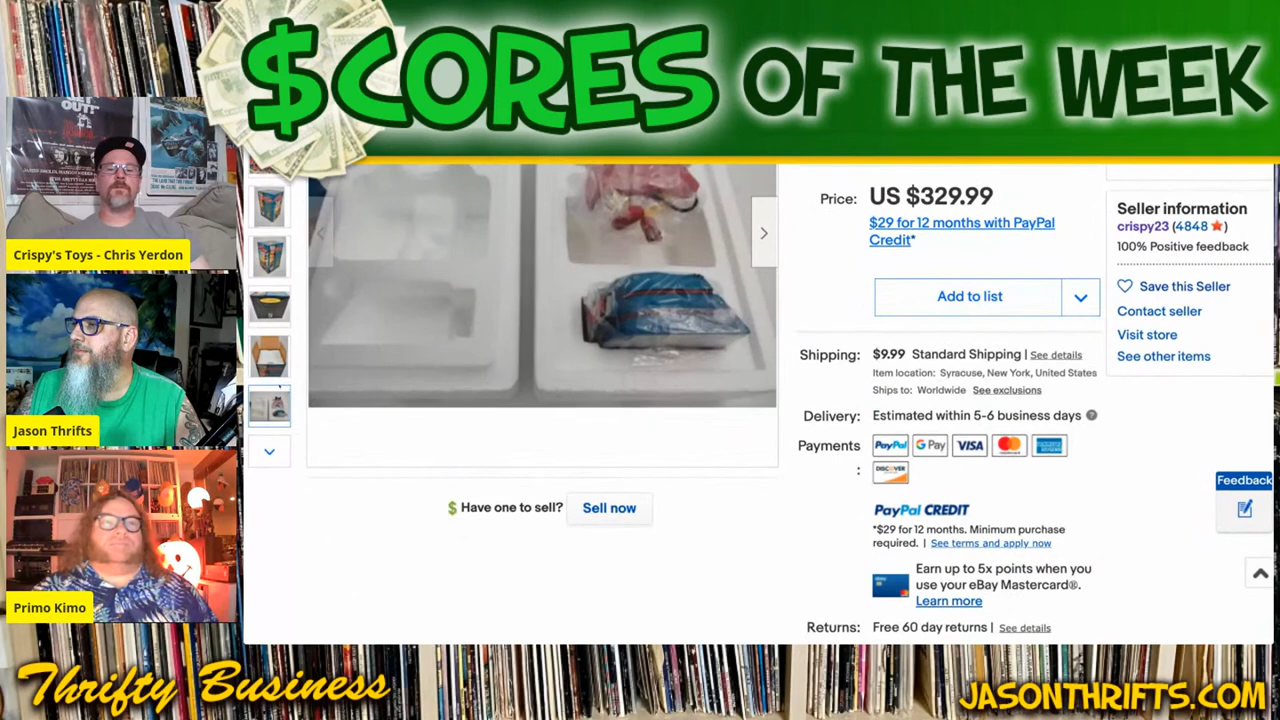 $CORES OF THE WEEK
GET
OUT!"
Crispy's Toys - Chris Yerdon
Jason Thrifts
Primo Kimo
Price: US $329.99
$29 for 12 months with PayPal
Credit*
Add to list
Shipping: $9.99 Standard Shipping | See details
Item location: Syracuse, New York, United States
Ships to: Worldwide See exclusions
Delivery: Estimated within 5-6 business days
Payments
:
PayPal G Pay VISA
DISCOVER
PayPal CREDIT
*$29 for 12 months. Minimum purchase
required. | See terms and apply now
Earn up to 5x points when you
use your eBay Mastercard®.
Learn more
Returns: Free 60 day returns | See details
Seller information
crispy23 (4848 ★)
100% Positive feedback
Save this Seller
Contact seller
Visit store
See other items
Feedback
$ Have one to sell? Sell now
Thrifty Business
JASONTHRIFTS.COM